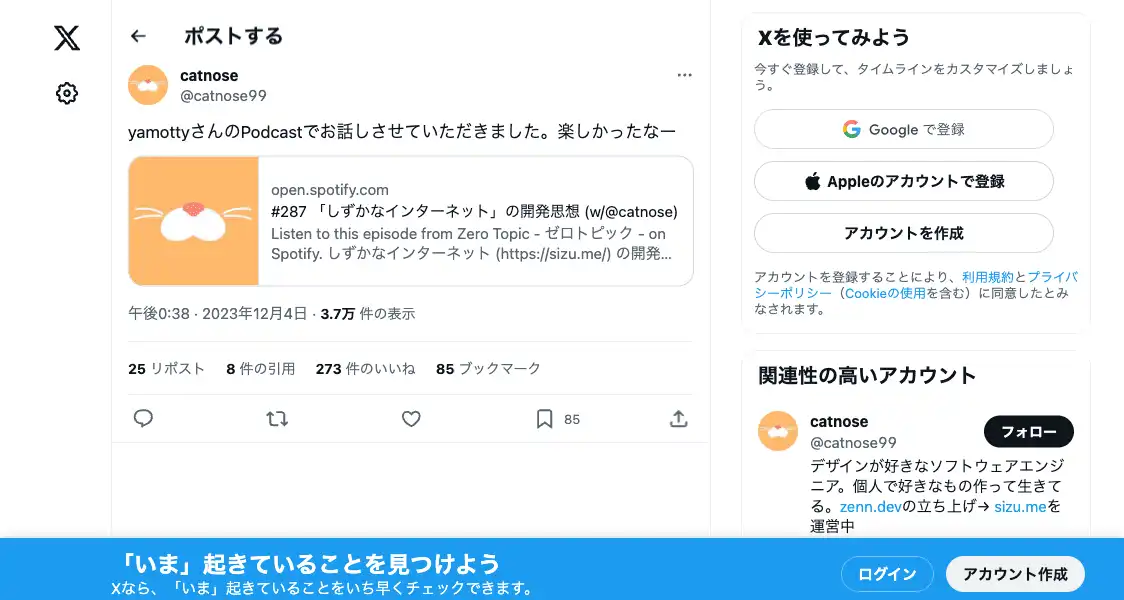 ポストする
catnose
@catnose99
yamottyさんのPodcastでお話しさせていただきました。楽しかったなー
open.spotify.com
#287 「しずかなインターネット」の開発思想 (w/@catnose)
Listen to this episode from Zero Topic - ゼロトピック - on
Spotify. しずかなインターネット (https://sizu.me/) の開発...
午後0:38 · 2023年12月4日 · 3.7万 件の表示
25 リポスト 8 件の引用 273 件のいいね 85 ブックマーク
85
Xを使ってみよう
今すぐ登録して、タイムラインをカスタマイズしましょ
う。
Google で登録
Appleのアカウントで登録
アカウントを作成
アカウントを登録することにより、利用規約とプライバ
シーポリシー（Cookieの使用を含む）に同意したとみ
なされます。
関連性の高いアカウント
catnose
@catnose99
フォロー
デザインが好きなソフトウェアエンジ
ニア。個人で好きなもの作って生きて
る。zenn.devの立ち上げ→ sizu.meを
運営中
「いま」起きていることを見つけよう
Xなら、「いま」起きていることをいち早くチェックできます。
ログイン
アカウント作成